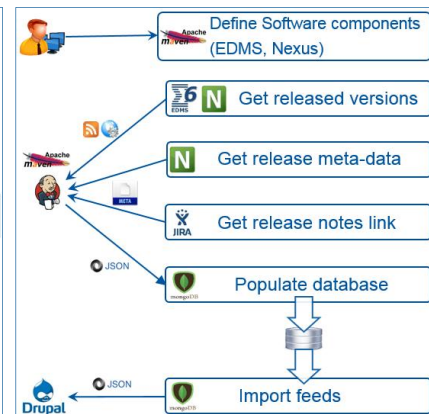 Apache
maven
Define Software components
(EDMS, Nexus)
6
EDMS
N
Get released versions
Apache
maven
N
Get release meta-data
META
JIRA
Get release notes link
JSON
mongoDB
Populate database
JSON
Drupal
mongoDB
Import feeds